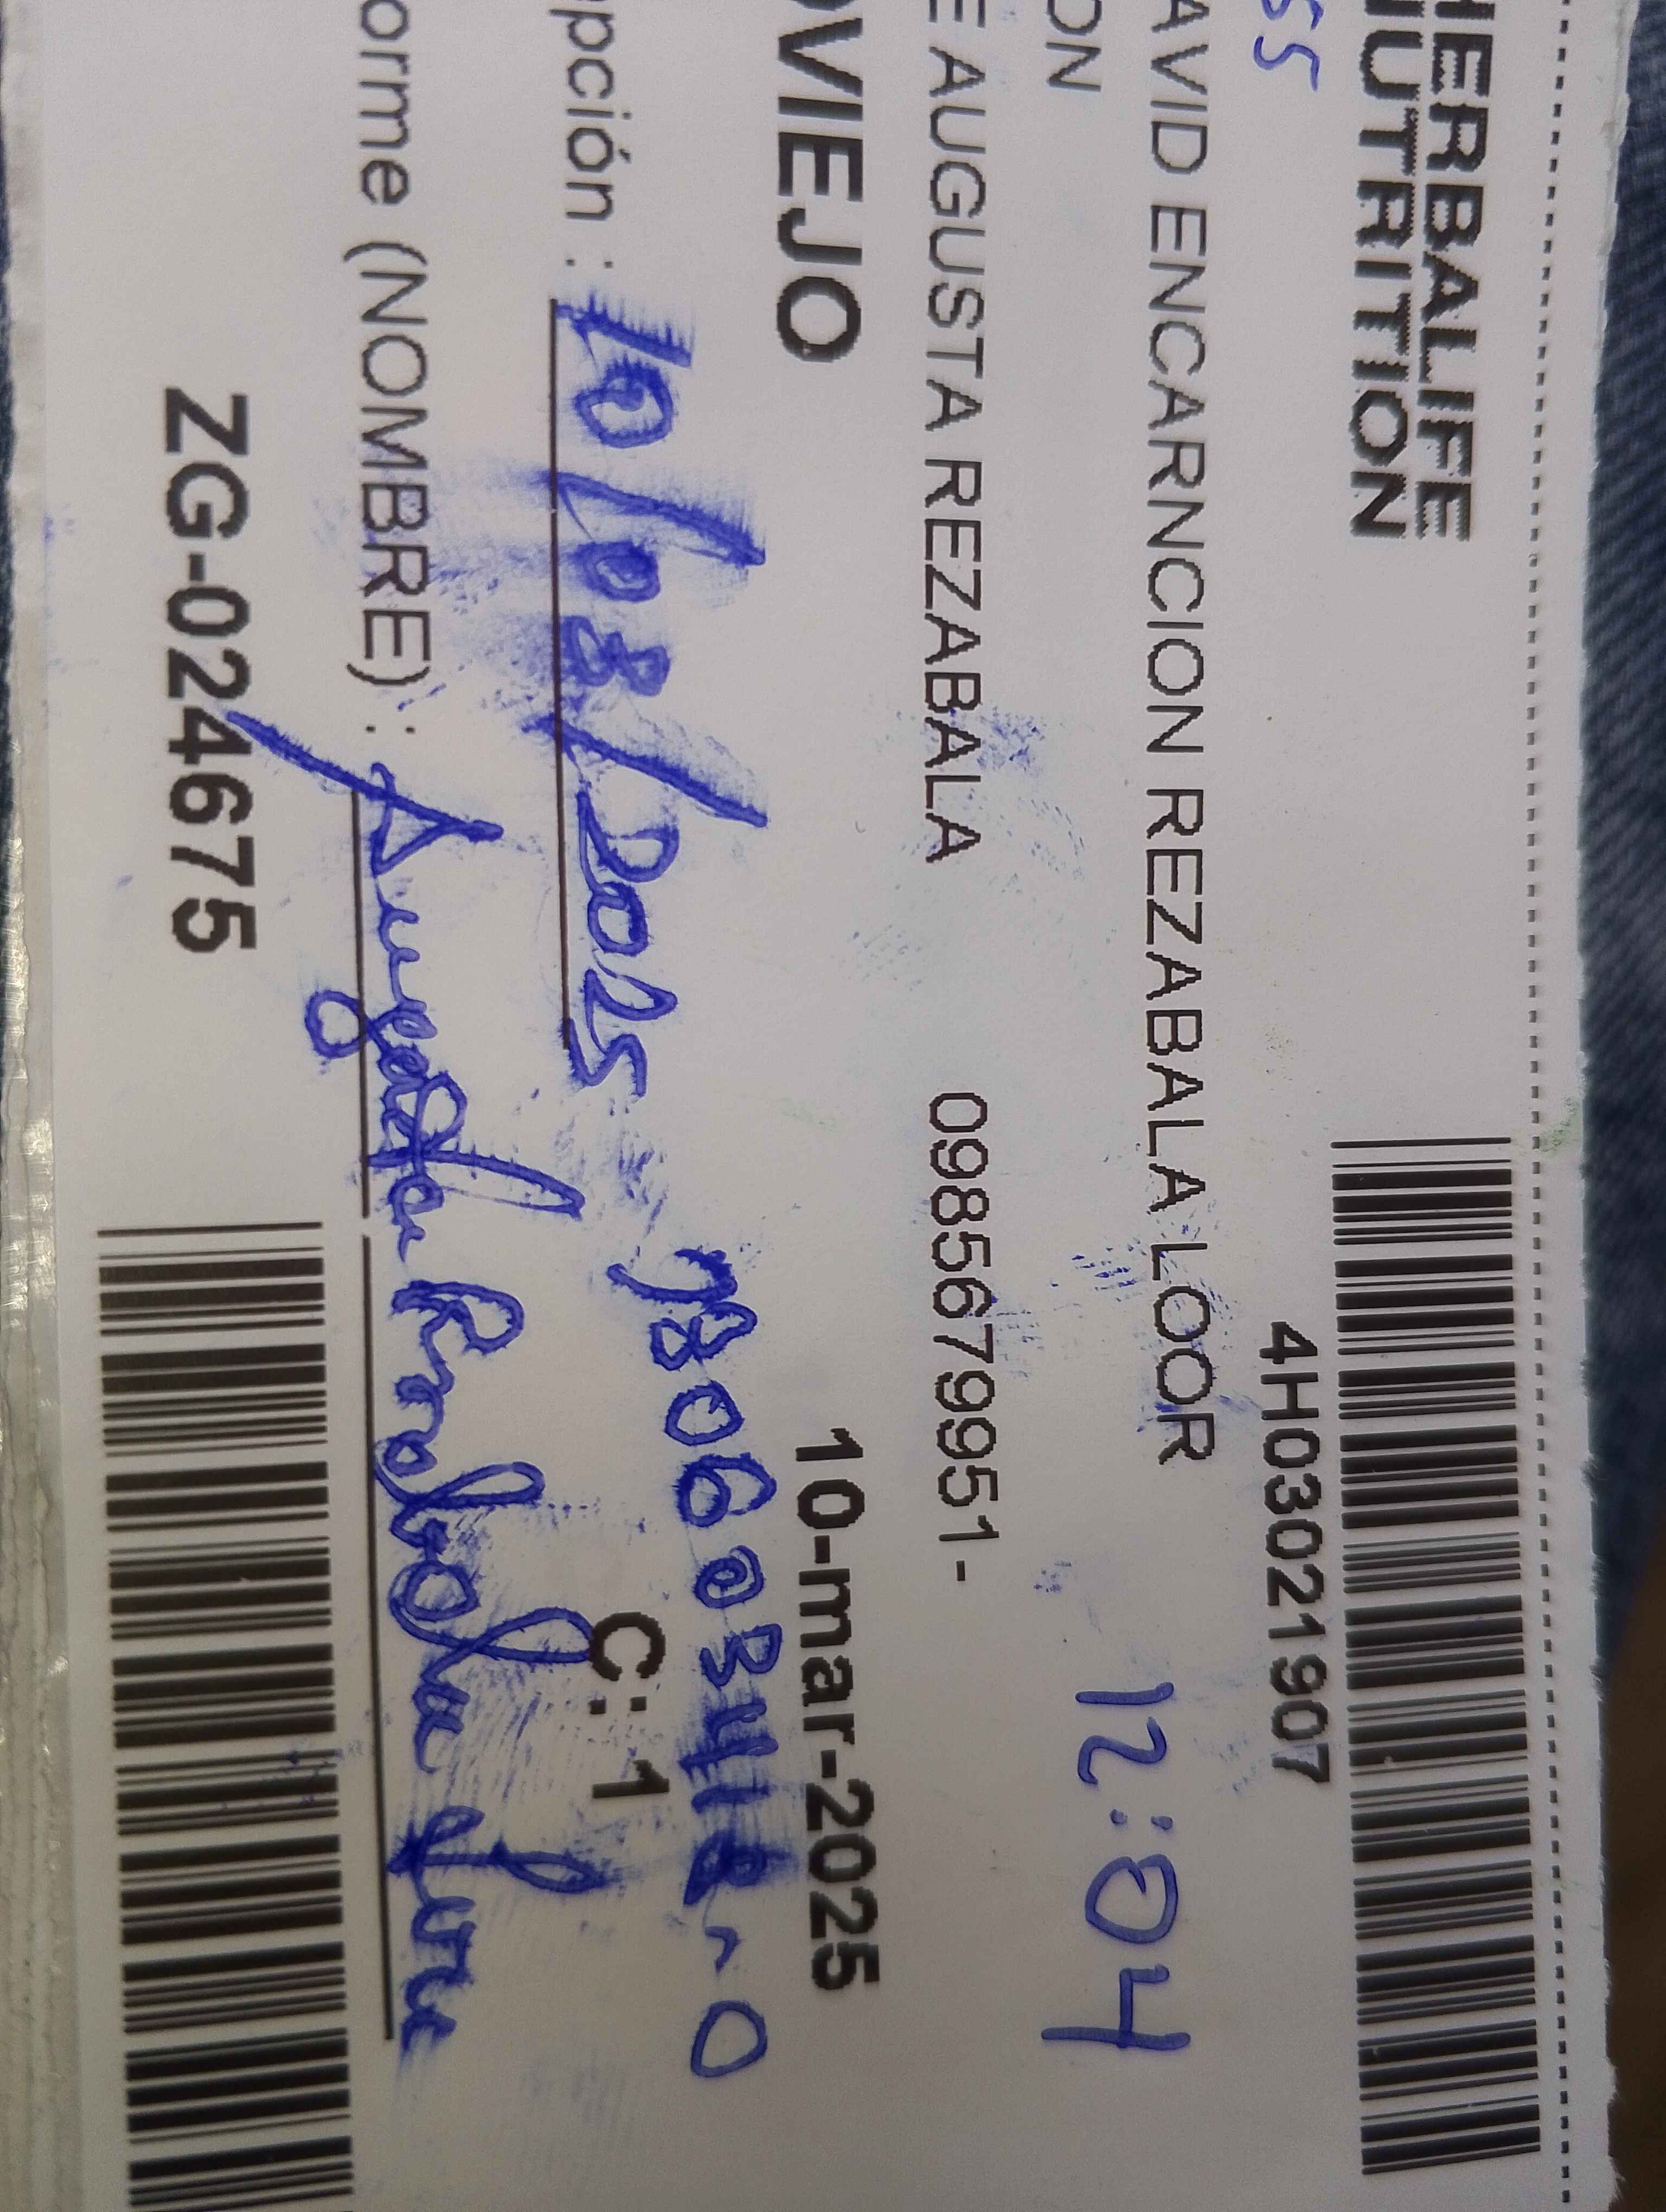 HERBALIFE
NUTRITION
55
4H03021907
AVID ENCARNCION REZABALA LOOR
ON
12:04
E AUGUSTA REZABALA 0985679951-
OVIEJO 10-mar-2025
pción : 10/03/2025
C: 1
orme (NOMBRE) :
ZG-024675